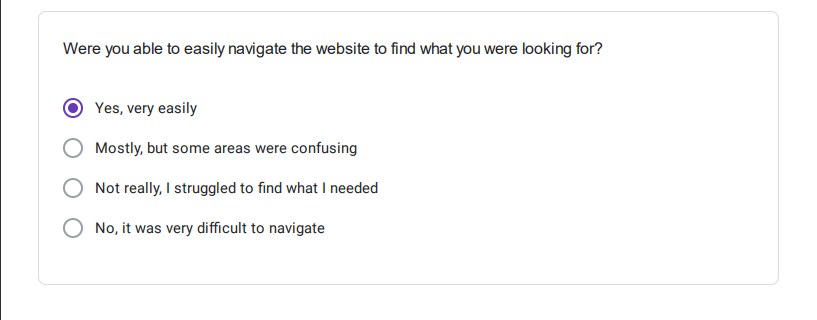 Were you able to easily navigate the website to find what you were looking for?
Yes, very easily
Mostly, but some areas were confusing
Not really, I struggled to find what I needed
No, it was very difficult to navigate